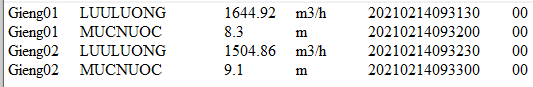 Gieng01 LUULUONG 1644.92 m3/h 20210214093130 00
Gieng01 MUCNUOC 8.3 m 20210214093200 00
Gieng02 LUULUONG 1504.86 m3/h 20210214093230 00
Gieng02 MUCNUOC 9.1 m 20210214093300 00